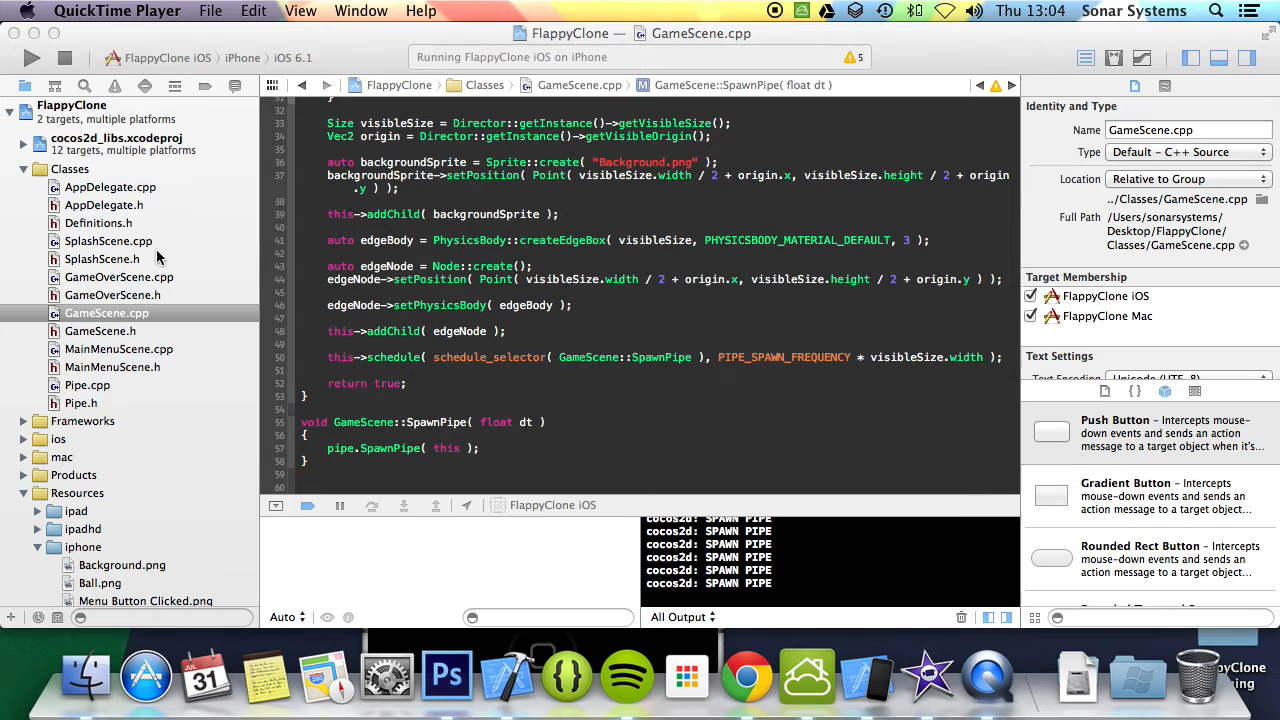 QuickTime Player File Edit View Window Help Thu 13:04 Sonar Systems
FlappyClone — GameScene.cpp
FlappyClone iOS › iPhone › iOS 6.1
Running FlappyClone iOS on iPhone
5
FlappyClone
2 targets, multiple platforms
cocos2d_libs.xcodeproj
12 targets, multiple platforms
Classes
AppDelegate.cpp
AppDelegate.h
Definitions.h
SplashScene.cpp
SplashScene.h
GameOverScene.cpp
GameOverScene.h
GameScene.cpp
GameScene.h
MainMenuScene.cpp
MainMenuScene.h
Pipe.cpp
Pipe.h
Frameworks
ios
mac
Products
Resources
ipad
ipadhd
iphone
Background.png
Ball.png
Menu Button Clicked.png
FlappyClone › Classes › GameScene.cpp › M GameScene::SpawnPipe( float dt )
31 }
32
33 Size visibleSize = Director::getInstance()->getVisibleSize();
34 Vec2 origin = Director::getInstance()->getVisibleOrigin();
35
36 auto backgroundSprite = Sprite::create( "Background.png" );
37 backgroundSprite->setPosition( Point( visibleSize.width / 2 + origin.x, visibleSize.height / 2 + origin
.y ) );
38
39 this->addChild( backgroundSprite );
40
41 auto edgeBody = PhysicsBody::createEdgeBox( visibleSize, PHYSICSBODY_MATERIAL_DEFAULT, 3 );
42
43 auto edgeNode = Node::create();
44 edgeNode->setPosition( Point( visibleSize.width / 2 + origin.x, visibleSize.height / 2 + origin.y ) );
45
46 edgeNode->setPhysicsBody( edgeBody );
47
48 this->addChild( edgeNode );
49
50 this->schedule( schedule_selector( GameScene::SpawnPipe ), PIPE_SPAWN_FREQUENCY * visibleSize.width );
51
52 return true;
53 }
54
55 void GameScene::SpawnPipe( float dt )
56 {
57 pipe.SpawnPipe( this );
58 }
59
60
FlappyClone iOS
cocos2d: SPAWN PIPE
cocos2d: SPAWN PIPE
cocos2d: SPAWN PIPE
cocos2d: SPAWN PIPE
cocos2d: SPAWN PIPE
cocos2d: SPAWN PIPE
Auto
All Output
Identity and Type
Name GameScene.cpp
Type Default - C++ Source
Location Relative to Group
../Classes/GameScene.cpp
Full Path /Users/sonarsystems/
Desktop/FlappyClone/
Classes/GameScene.cpp
Target Membership
FlappyClone iOS
FlappyClone Mac
Text Settings
Text Encoding Unicode (UTF-8)
Push Button – Intercepts mouse-
down events and sends an action
message to a target object when it's...
Gradient Button – Intercepts
mouse-down events and sends an
action message to a target object...
Rounded Rect Button – Intercepts
mouse-down events and sends an
action message to a target object...
JUL
31
280
Ps